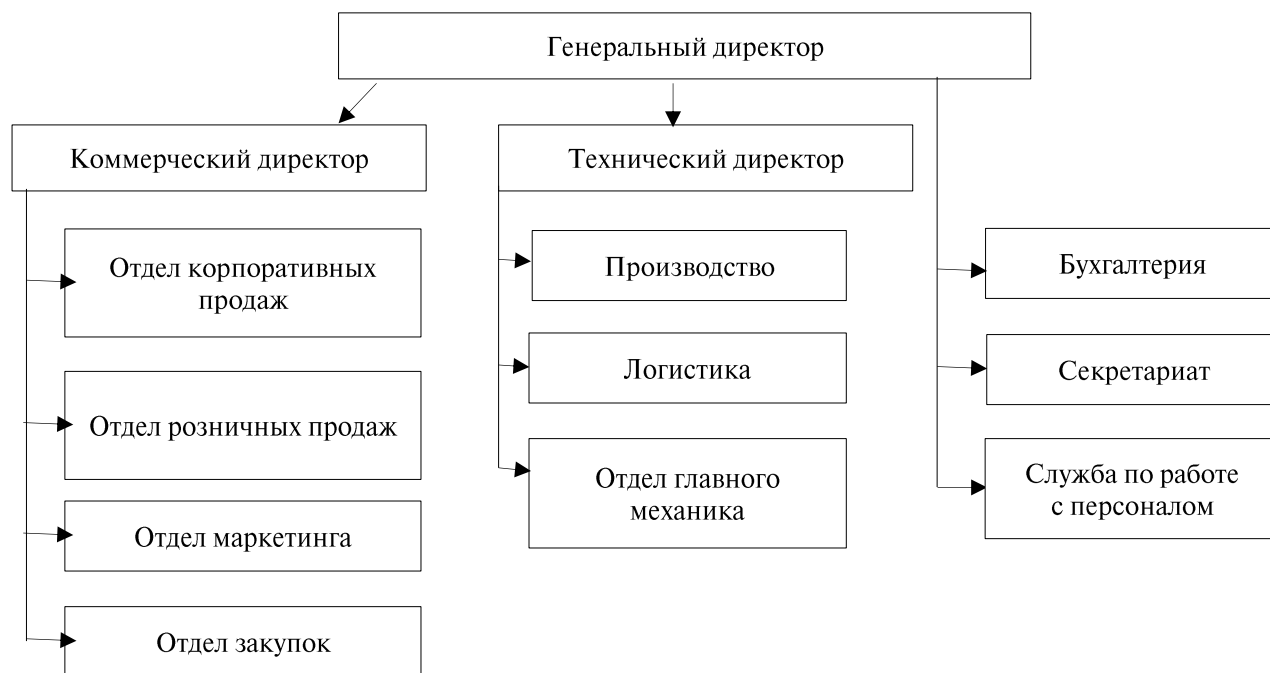 Генеральный директор
Коммерческий директор
Технический директор
Отдел корпоративных
продаж
Отдел розничных продаж
Отдел маркетинга
Отдел закупок
Производство
Логистика
Отдел главного
механика
Бухгалтерия
Секретариат
Служба по работе
с персоналом